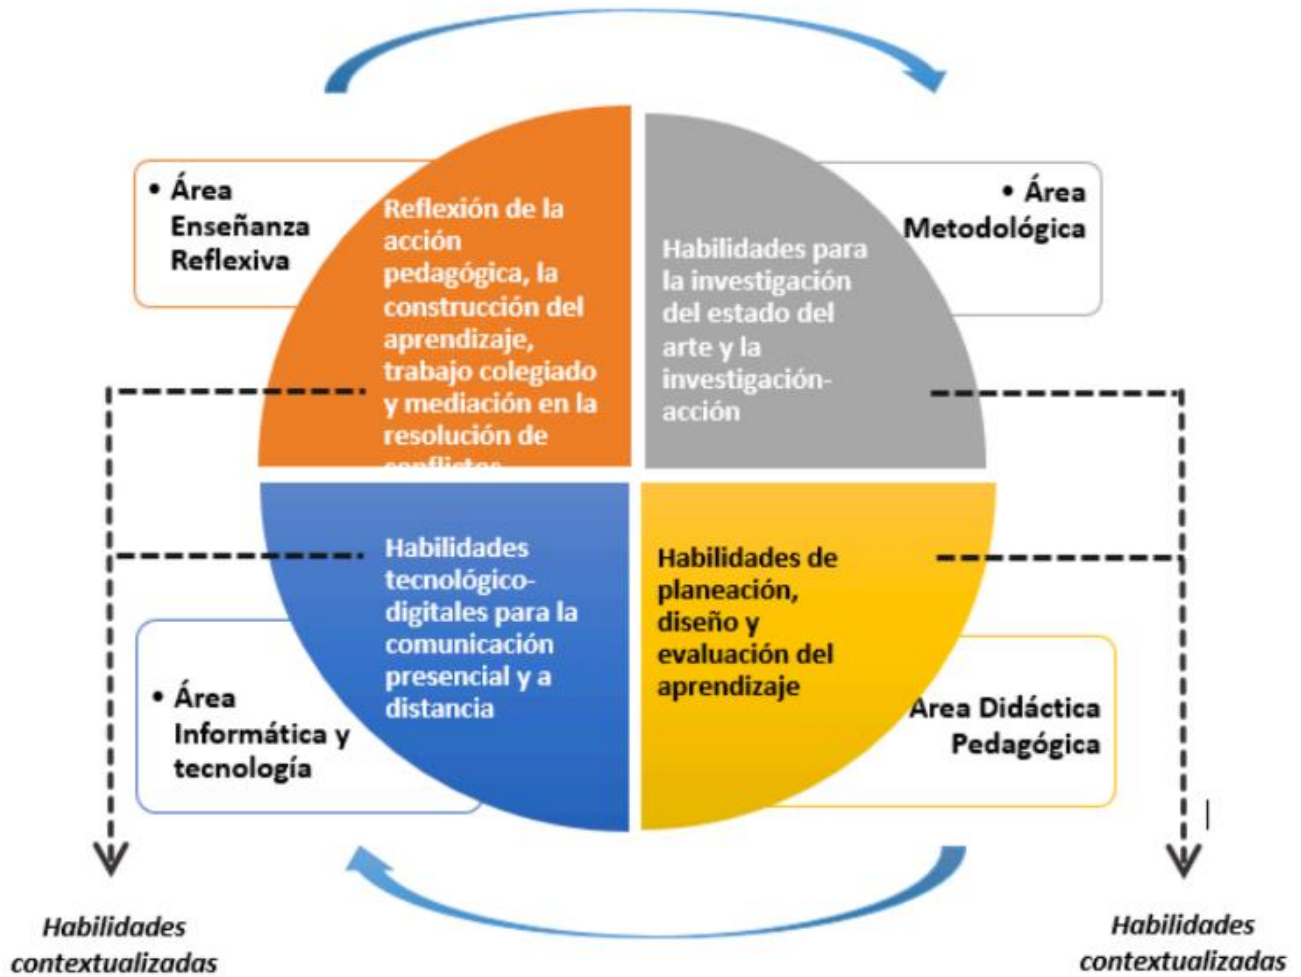 • Área
Enseñanza
Reflexiva
Reflexión de la
acción
pedagógica, la
construcción del
aprendizaje,
trabajo colegiado
y mediación en la
resolución de
conflictos
Habilidades para
la investigación
del estado del
arte y la
investigación-
acción
• Área
Metodológica
• Área
Informática y
tecnología
Habilidades
tecnológico-
digitales para la
comunicación
presencial y a
distancia
Habilidades de
planeación,
diseño y
evaluación del
aprendizaje
Area Didáctica
Pedagógica
Habilidades
contextualizadas
Habilidades
contextualizadas